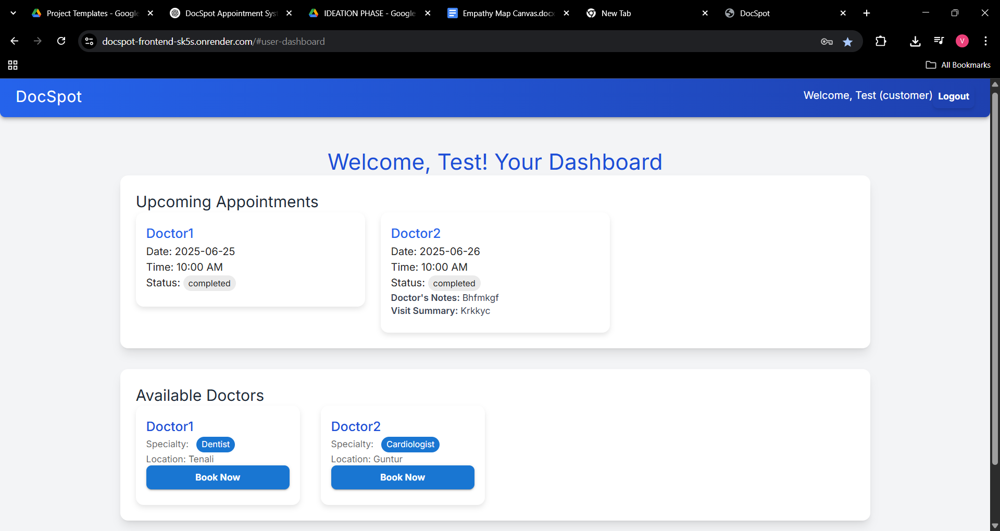 Project Templates - Google
DocSpot Appointment Sys
IDEATION PHASE - Google
Empathy Map Canvas.docx
New Tab
DocSpot
docspot-frontend-sk5s.onrender.com/#user-dashboard
V
All Bookmarks
DocSpot
Welcome, Test (customer) Logout
Welcome, Test! Your Dashboard
Upcoming Appointments
Doctor1
Date: 2025-06-25
Time: 10:00 AM
Status: completed
Doctor2
Date: 2025-06-26
Time: 10:00 AM
Status: completed
Doctor's Notes: Bhfmkgf
Visit Summary: Krkkyc
Available Doctors
Doctor1
Specialty: Dentist
Location: Tenali
Book Now
Doctor2
Specialty: Cardiologist
Location: Guntur
Book Now